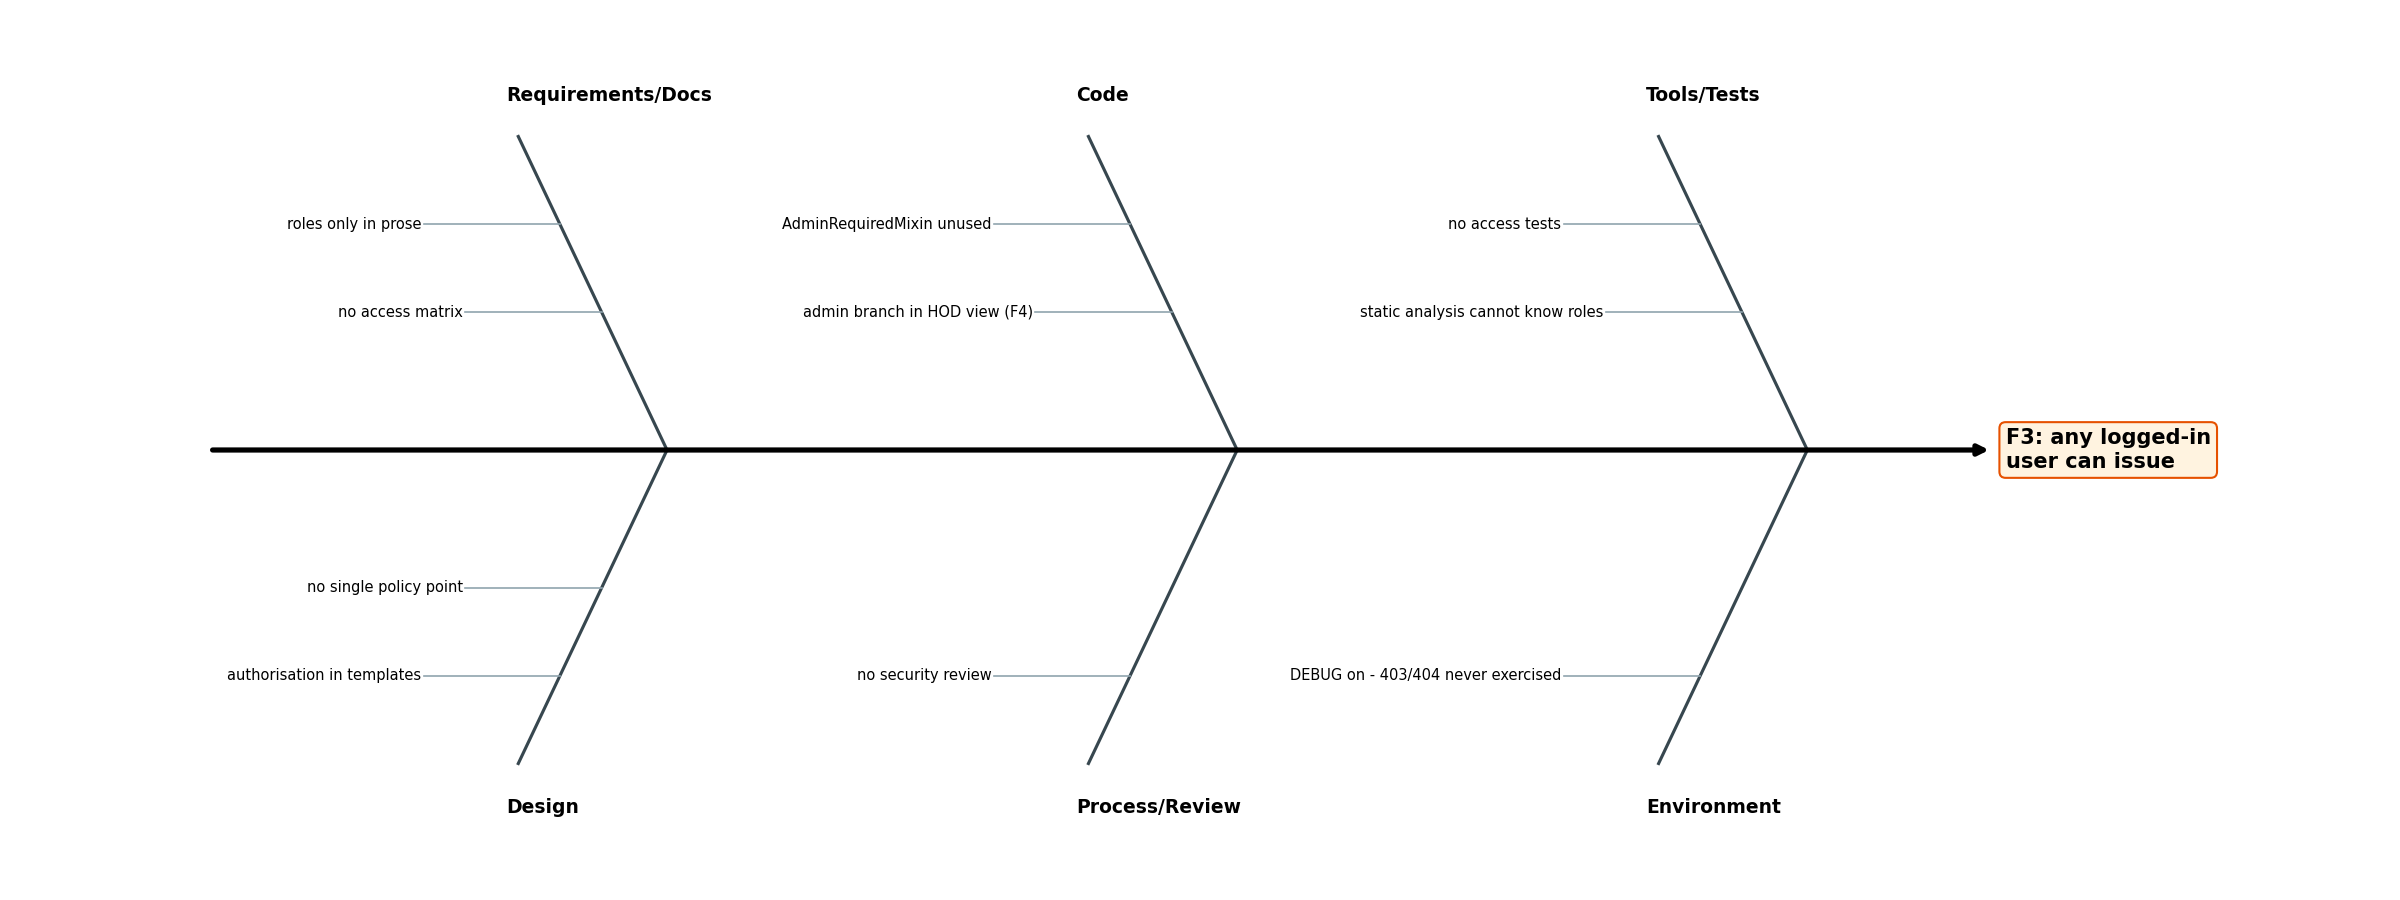 Requirements/Docs
Code
Tools/Tests
roles only in prose
AdminRequiredMixin unused
no access tests
no access matrix
admin branch in HOD view (F4)
static analysis cannot know roles
F3: any logged-in
user can issue
no single policy point
authorisation in templates
no security review
DEBUG on - 403/404 never exercised
Design
Process/Review
Environment